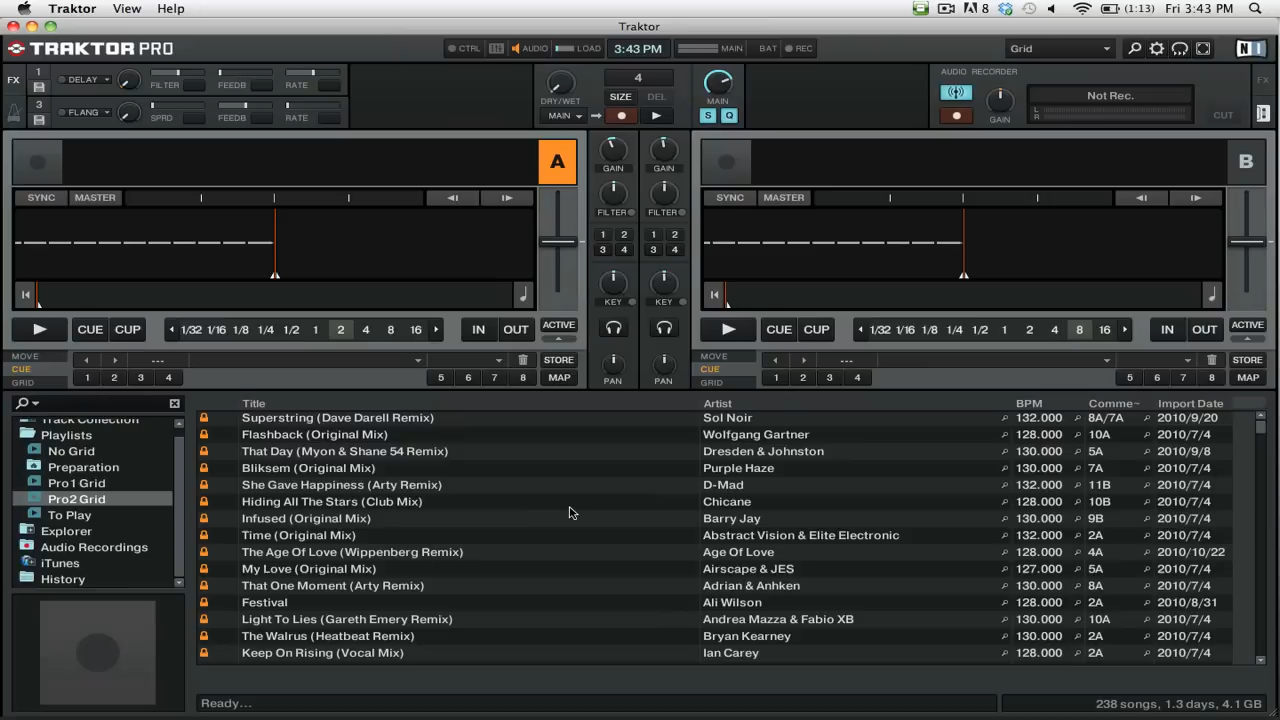 Traktor View Help 8 (1:13) Fri 3:43 PM
Traktor
TRAKTOR PRO CTRL AUDIO LOAD 3:43 PM MAIN BAT REC Grid NI
FX 1 DELAY FILTER FEEDB RATE
3 FLANG SPRD FEEDB RATE
DRY/WET 4 SIZE DEL MAIN
MAIN S Q
AUDIO RECORDER Not Rec. FX
GAIN L R CUT
A GAIN GAIN B
SYNC MASTER FILTER FILTER SYNC MASTER
1 2 1 2
3 4 3 4
KEY KEY
CUE CUP 1/32 1/16 1/8 1/4 1/2 1 2 4 8 16 IN OUT ACTIVE CUE CUP 1/32 1/16 1/8 1/4 1/2 1 2 4 8 16 IN OUT ACTIVE
MOVE --- STORE MOVE --- STORE
CUE CUE
GRID 1 2 3 4 5 6 7 8 MAP PAN PAN GRID 1 2 3 4 5 6 7 8 MAP
Title Artist BPM Comme~ Import Date
Track Collection
Playlists
No Grid
Preparation
Pro1 Grid
Pro2 Grid
To Play
Explorer
Audio Recordings
iTunes
History
Superstring (Dave Darell Remix) Sol Noir 132.000 8A/7A 2010/9/20
Flashback (Original Mix) Wolfgang Gartner 128.000 10A 2010/7/4
That Day (Myon & Shane 54 Remix) Dresden & Johnston 130.000 5A 2010/9/8
Bliksem (Original Mix) Purple Haze 130.000 7A 2010/7/4
She Gave Happiness (Arty Remix) D-Mad 132.000 11B 2010/7/4
Hiding All The Stars (Club Mix) Chicane 128.000 10B 2010/7/4
Infused (Original Mix) Barry Jay 130.000 9B 2010/7/4
Time (Original Mix) Abstract Vision & Elite Electronic 132.000 2A 2010/7/4
The Age Of Love (Wippenberg Remix) Age Of Love 128.000 4A 2010/10/22
My Love (Original Mix) Airscape & JES 127.000 5A 2010/7/4
That One Moment (Arty Remix) Adrian & Anhken 130.000 8A 2010/7/4
Festival Ali Wilson 128.000 2A 2010/8/31
Light To Lies (Gareth Emery Remix) Andrea Mazza & Fabio XB 130.000 10A 2010/7/4
The Walrus (Heatbeat Remix) Bryan Kearney 130.000 2A 2010/7/4
Keep On Rising (Vocal Mix) Ian Carey 128.000 2A 2010/7/4
Ready... 238 songs, 1.3 days, 4.1 GB